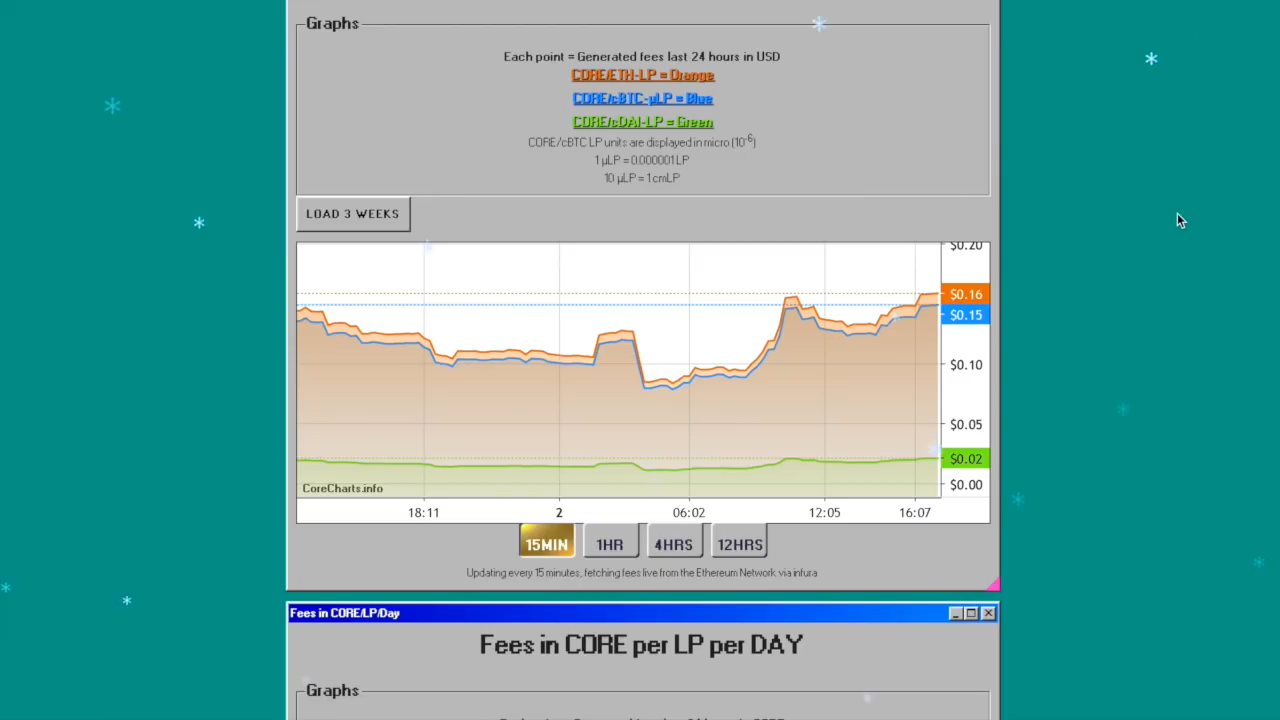 Graphs
Each point = Generated fees last 24 hours in USD
CORE/ETH-LP = Orange
CORE/cBTC-µLP = Blue
CORE/cDAI-LP = Green
CORE/cBTC LP units are displayed in micro (10^-6)
1 µLP = 0.000001 LP
10 µLP = 1 cmLP
LOAD 3 WEEKS
$0.20
$0.16
$0.15
$0.10
$0.05
$0.02
$0.00
CoreCharts.info
18:11 2 06:02 12:05 16:07
15MIN 1HR 4HRS 12HRS
Updating every 15 minutes, fetching fees live from the Ethereum Network via infura
Fees in CORE/LP/Day
Fees in CORE per LP per DAY
Graphs